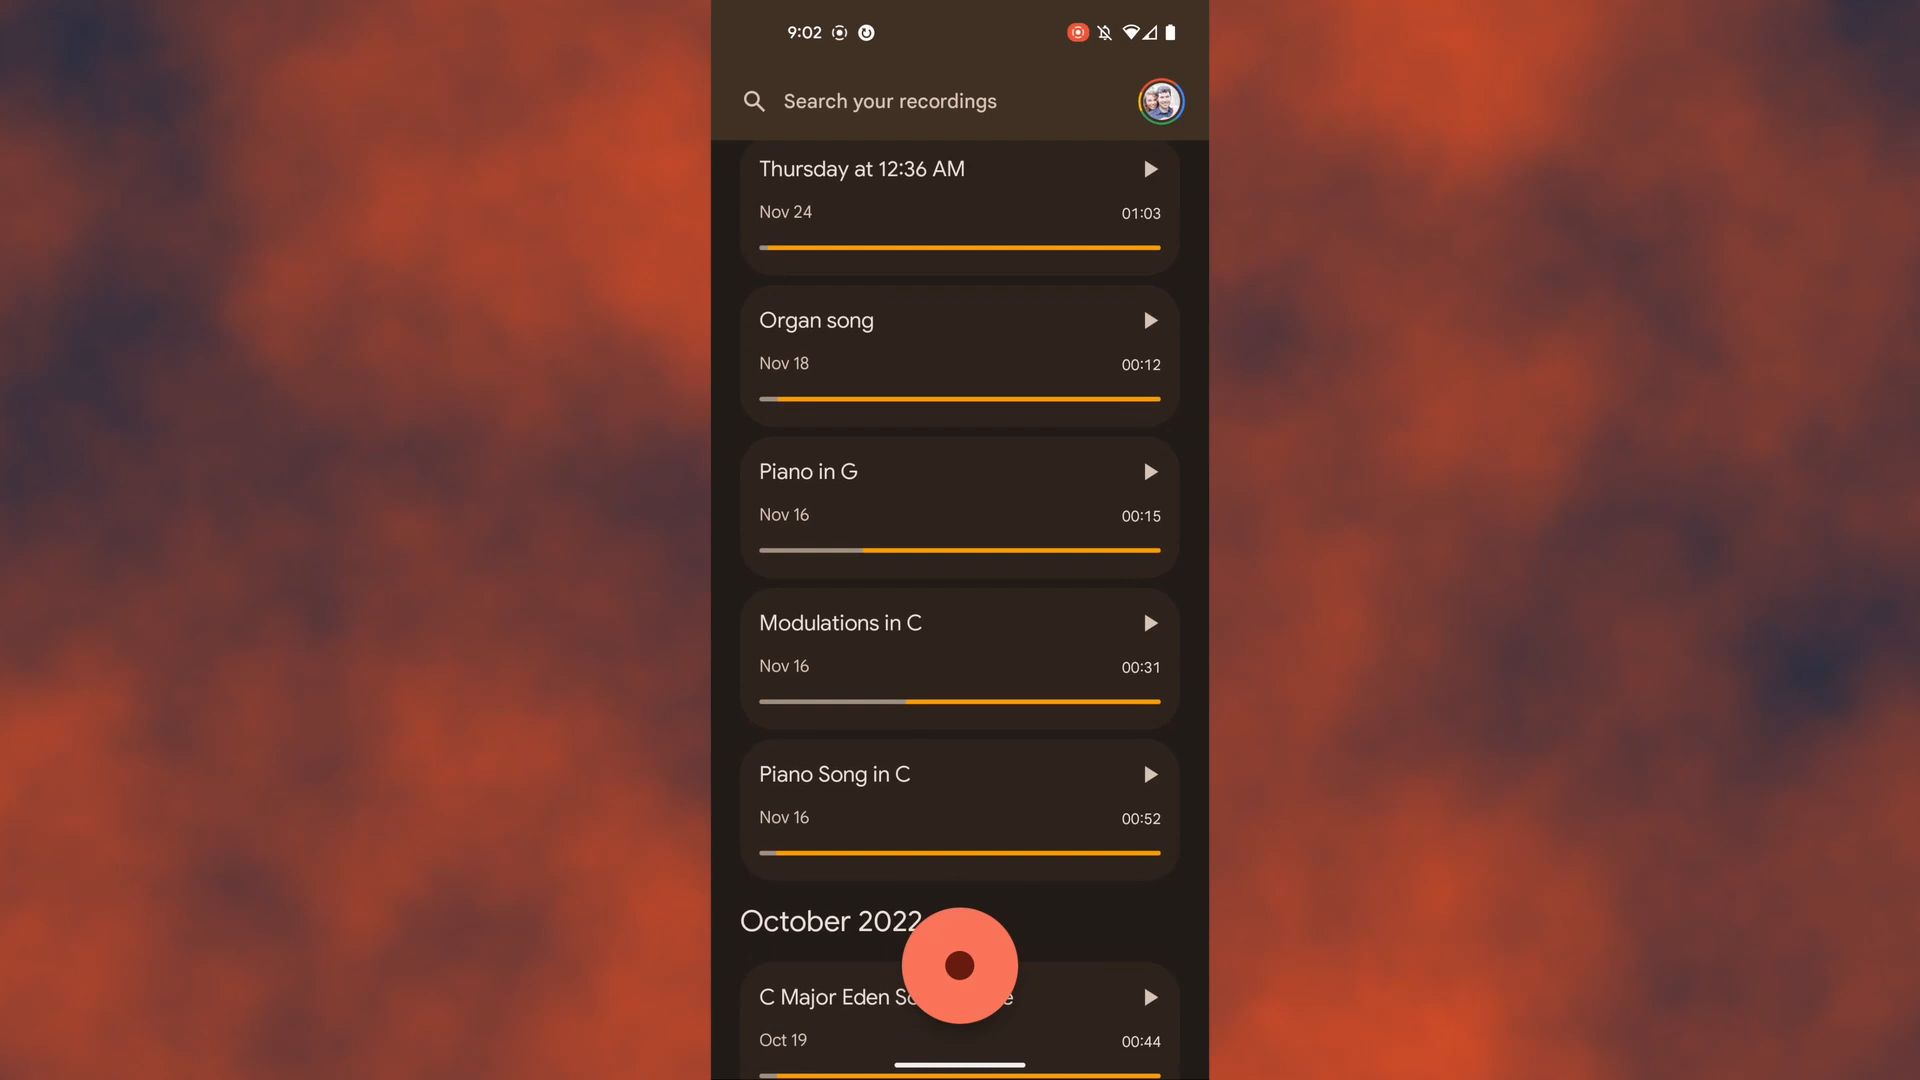 9:02
Search your recordings
Thursday at 12:36 AM
Nov 24
01:03
Organ song
Nov 18
00:12
Piano in G
Nov 16
00:15
Modulations in C
Nov 16
00:31
Piano Song in C
Nov 16
00:52
October 2022
C Major Eden
Oct 19
00:44